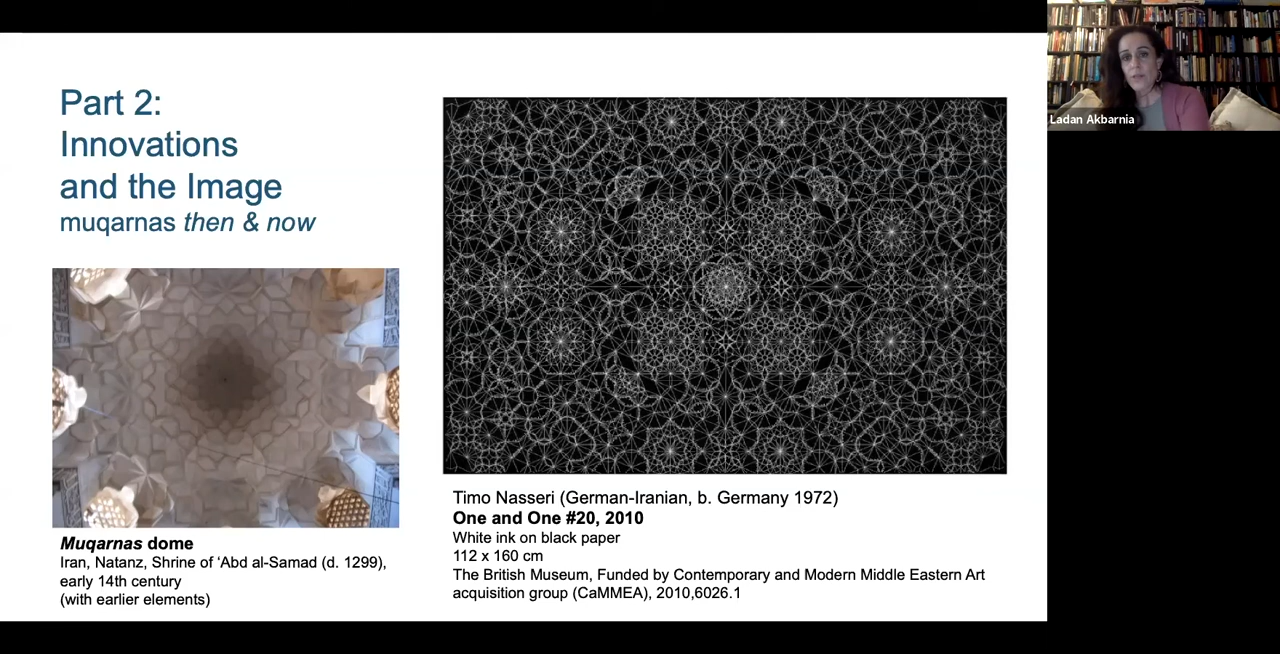 Part 2:
Innovations
and the Image
muqarnas then & now
Muqarnas dome
Iran, Natanz, Shrine of ‘Abd al-Samad (d. 1299),
early 14th century
(with earlier elements)
Timo Nasseri (German-Iranian, b. Germany 1972)
One and One #20, 2010
White ink on black paper
112 x 160 cm
The British Museum, Funded by Contemporary and Modern Middle Eastern Art
acquisition group (CaMMEA), 2010,6026.1
Ladan Akbarnia